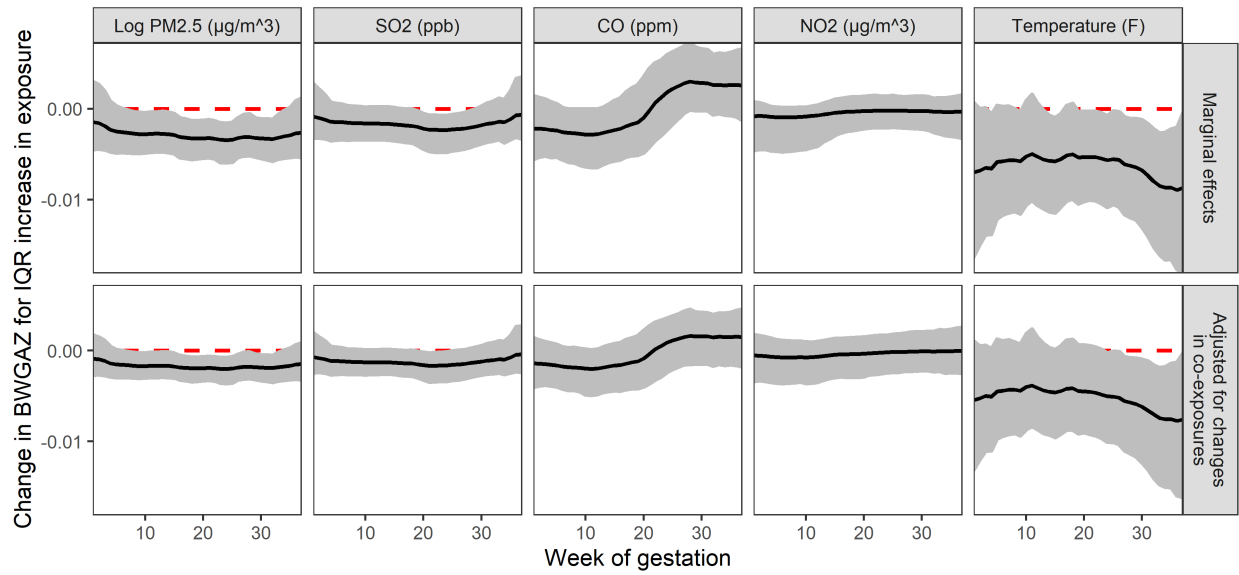 Log PM2.5 (µg/m^3)
SO2 (ppb)
CO (ppm)
NO2 (µg/m^3)
Temperature (F)
Change in BWGAZ for IQR increase in exposure
0.00
-0.01
Marginal effects
0.00
-0.01
Adjusted for changes
in co-exposures
10 20 30
10 20 30
10 20 30
10 20 30
10 20 30
Week of gestation